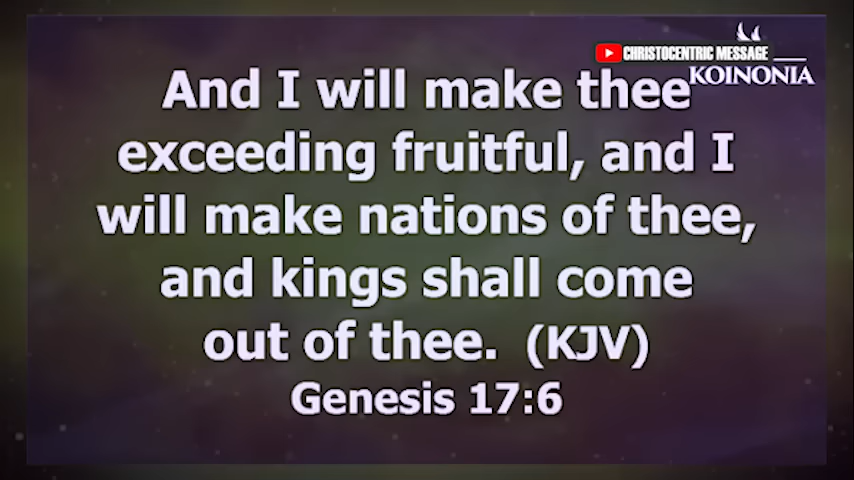 CHRISTOCENTRIC MESSAGE
KOINONIA
And I will make thee
exceeding fruitful, and I
will make nations of thee,
and kings shall come
out of thee. (KJV)
Genesis 17:6